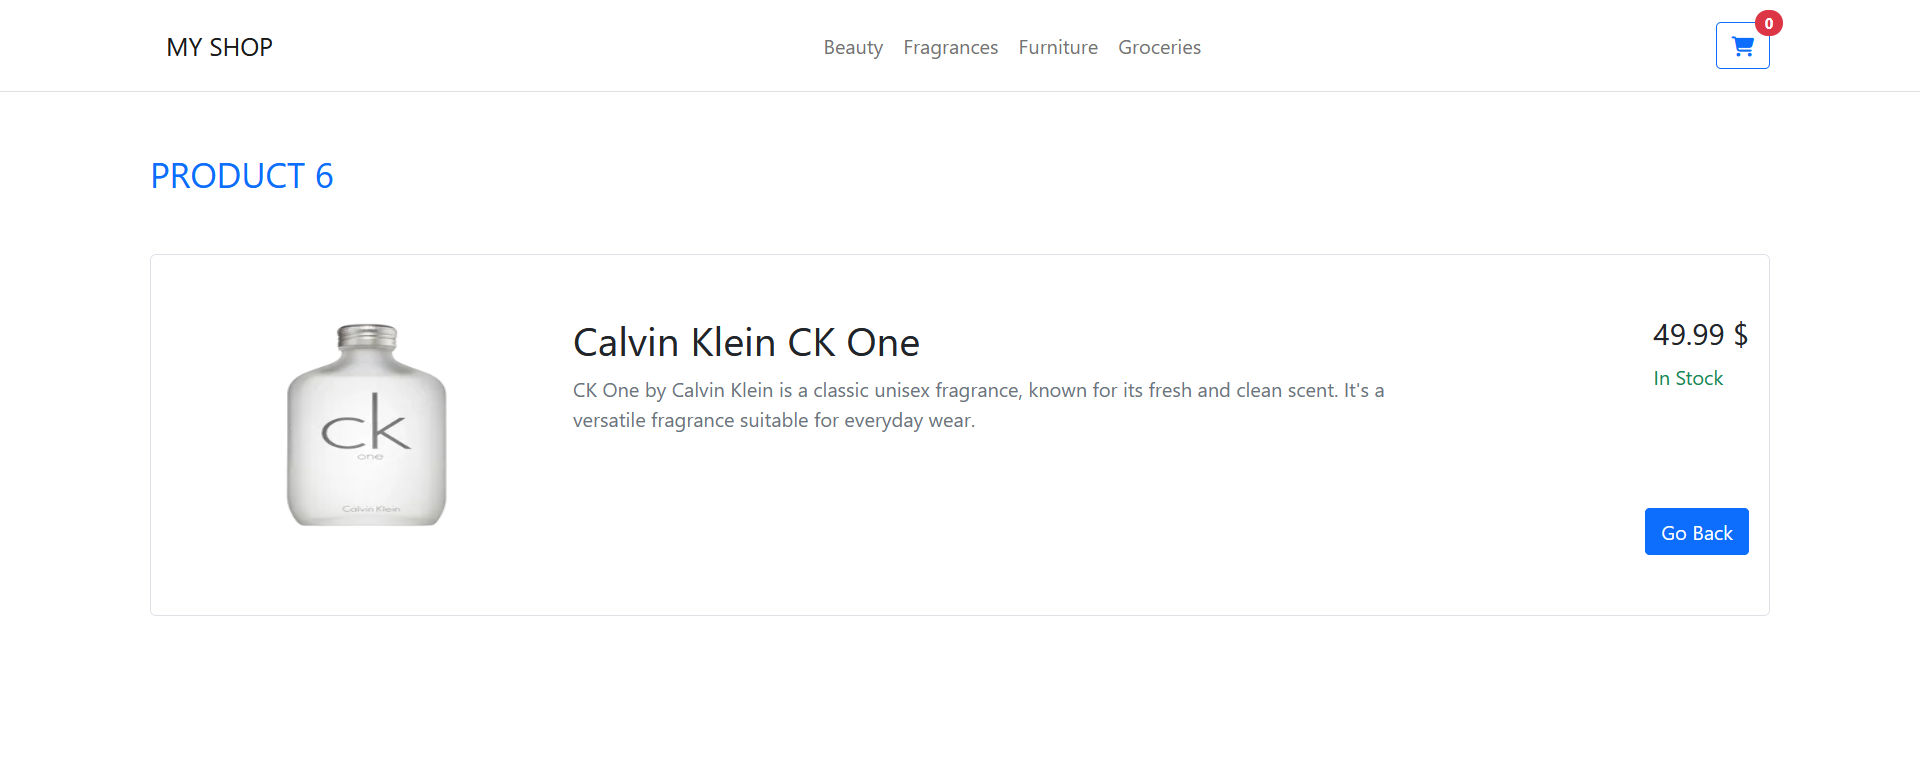 MY SHOP
Beauty Fragrances Furniture Groceries
0
PRODUCT 6
ck
one
Calvin Klein
Calvin Klein CK One
CK One by Calvin Klein is a classic unisex fragrance, known for its fresh and clean scent. It's a
versatile fragrance suitable for everyday wear.
49.99 $
In Stock
Go Back